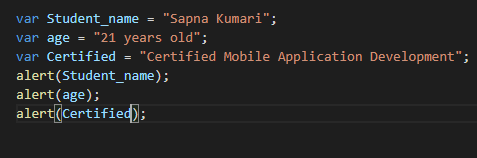 var Student_name = "Sapna Kumari";
var age = "21 years old";
var Certified = "Certified Mobile Application Development";
alert(Student_name);
alert(age);
alert(Certified);